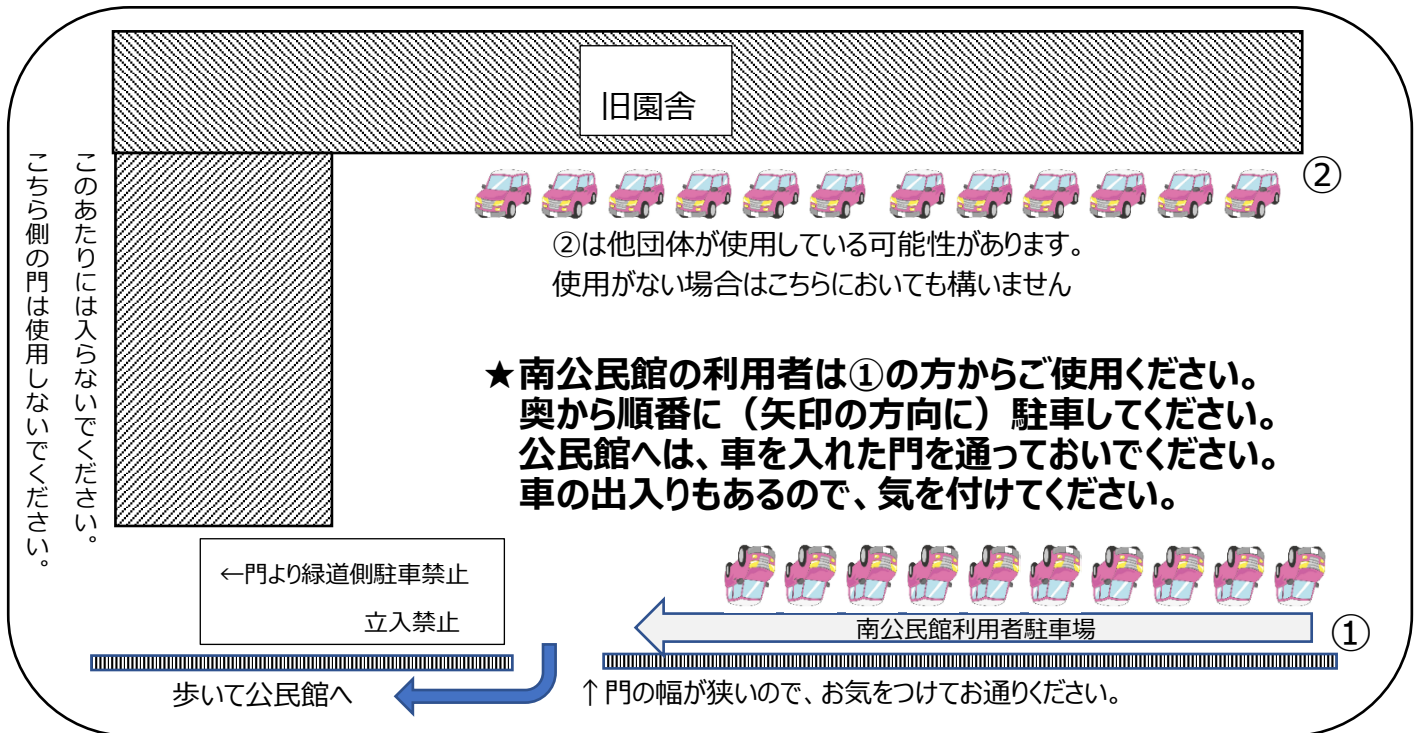 旧園舎
②
②は他団体が使用している可能性があります。
使用がない場合はこちらにおいても構いません
このあたりには入らないでください。
こちら側の門は使用しないでください。
★南公民館の利用者は①の方からご使用ください。
奥から順番に（矢印の方向に）駐車してください。
公民館へは、車を入れた門を通っておいでください。
車の出入りもあるので、気を付けてください。
←門より緑道側駐車禁止
立入禁止
南公民館利用者駐車場
①
歩いて公民館へ
↑門の幅が狭いので、お気をつけてお通りください。